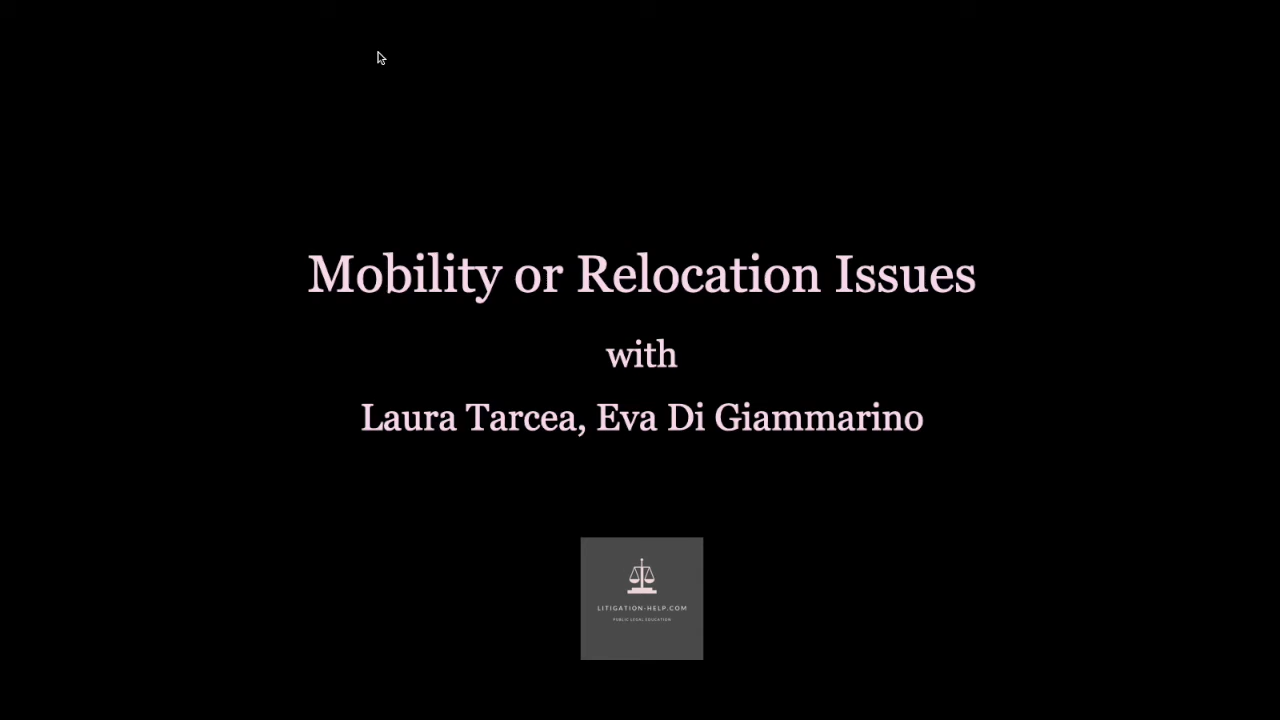 Mobility or Relocation Issues
with
Laura Tarcea, Eva Di Giammarino
LITIGATION-HELP.COM
PUBLIC LEGAL EDUCATION